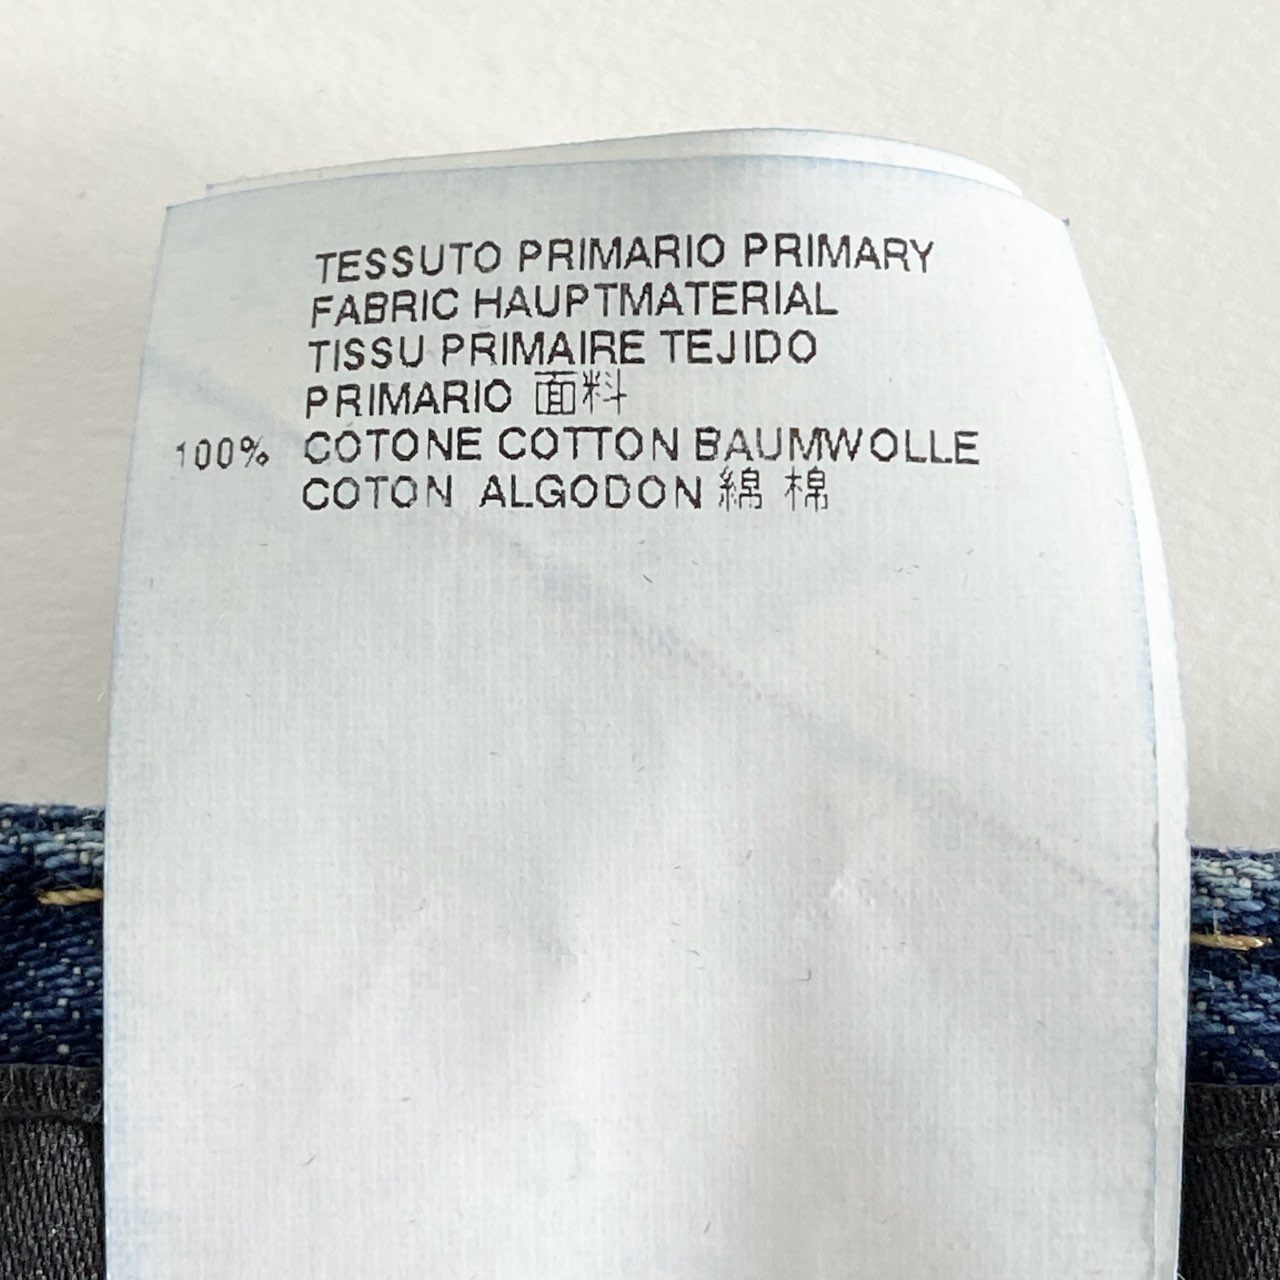 TESSUTO PRIMARIO PRIMARY
FABRIC HAUPTMATERIAL
TISSU PRIMAIRE TEJIDO
PRIMARIO 面料
100% COTONE COTTON BAUMWOLLE
COTON ALGODON 綿 棉